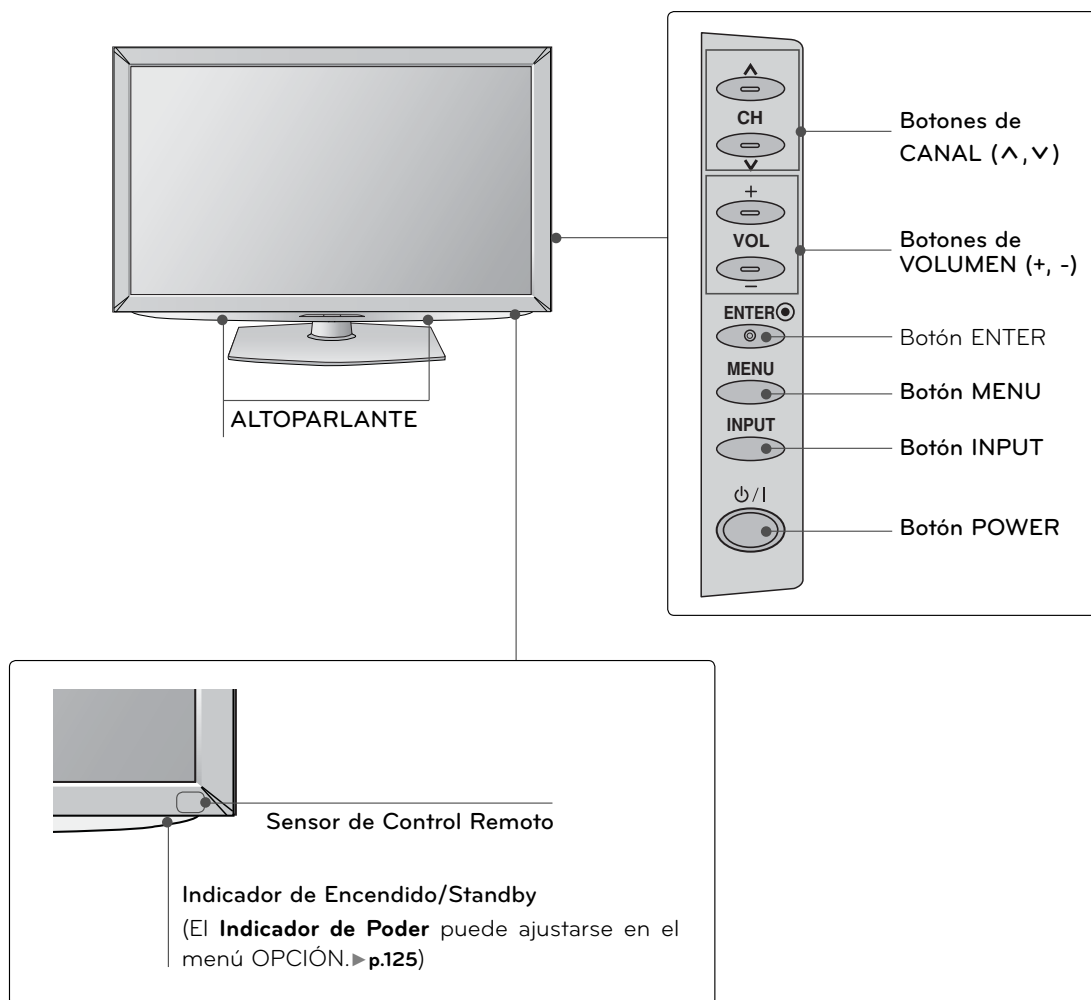 CH
+
VOL
−
ENTER
MENU
INPUT
⏻/I
Botones de
CANAL (∧,∨)
Botones de
VOLUMEN (+, -)
Botón ENTER
Botón MENU
Botón INPUT
Botón POWER
ALTOPARLANTE
Sensor de Control Remoto
Indicador de Encendido/Standby
(El Indicador de Poder puede ajustarse en el
menú OPCIÓN.►p.125)